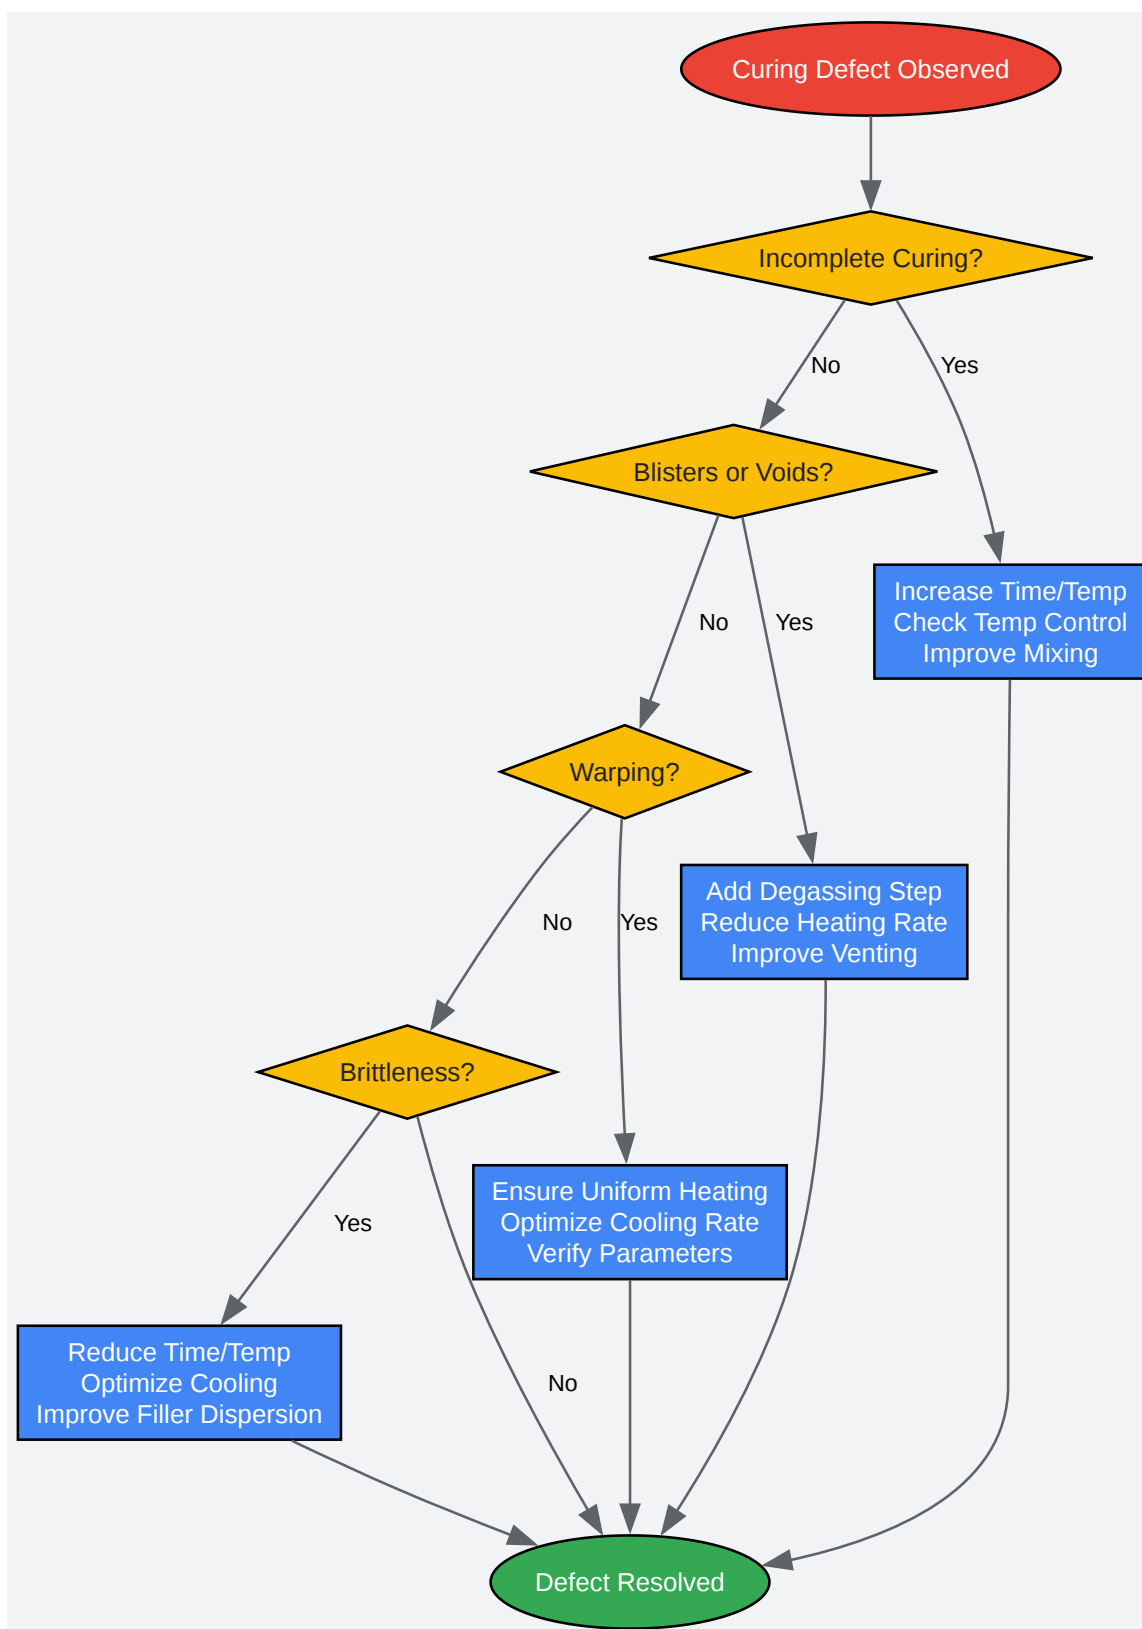 Curing Defect Observed
Incomplete Curing?
No
Yes
Blisters or Voids?
Increase Time/Temp
Check Temp Control
Improve Mixing
No
Yes
Warping?
Add Degassing Step
Reduce Heating Rate
Improve Venting
No
Yes
Brittleness?
Ensure Uniform Heating
Optimize Cooling Rate
Verify Parameters
Yes
Reduce Time/Temp
Optimize Cooling
Improve Filler Dispersion
No
Defect Resolved